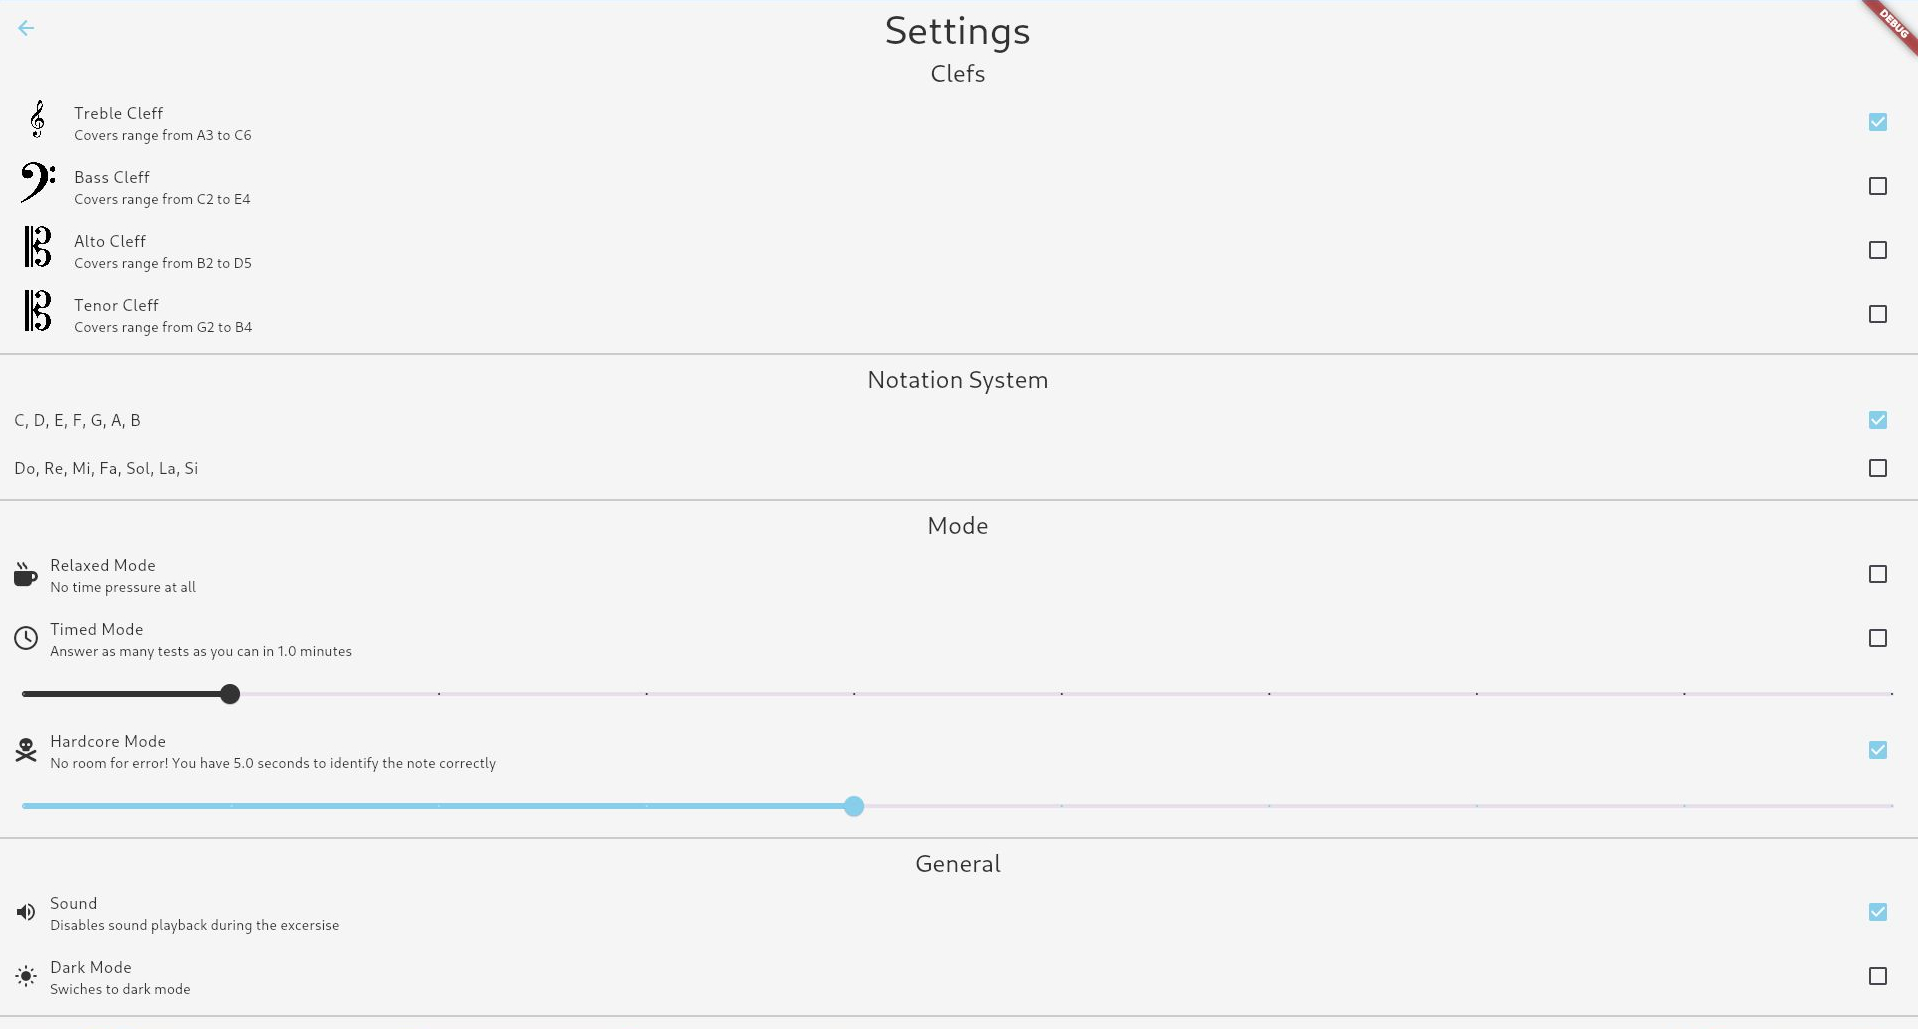 Settings
DEBUG
Clefs
Treble Cleff
Covers range from A3 to C6
Bass Cleff
Covers range from C2 to E4
Alto Cleff
Covers range from B2 to D5
Tenor Cleff
Covers range from G2 to B4
Notation System
C, D, E, F, G, A, B
Do, Re, Mi, Fa, Sol, La, Si
Mode
Relaxed Mode
No time pressure at all
Timed Mode
Answer as many tests as you can in 1.0 minutes
Hardcore Mode
No room for error! You have 5.0 seconds to identify the note correctly
General
Sound
Disables sound playback during the excersise
Dark Mode
Swiches to dark mode